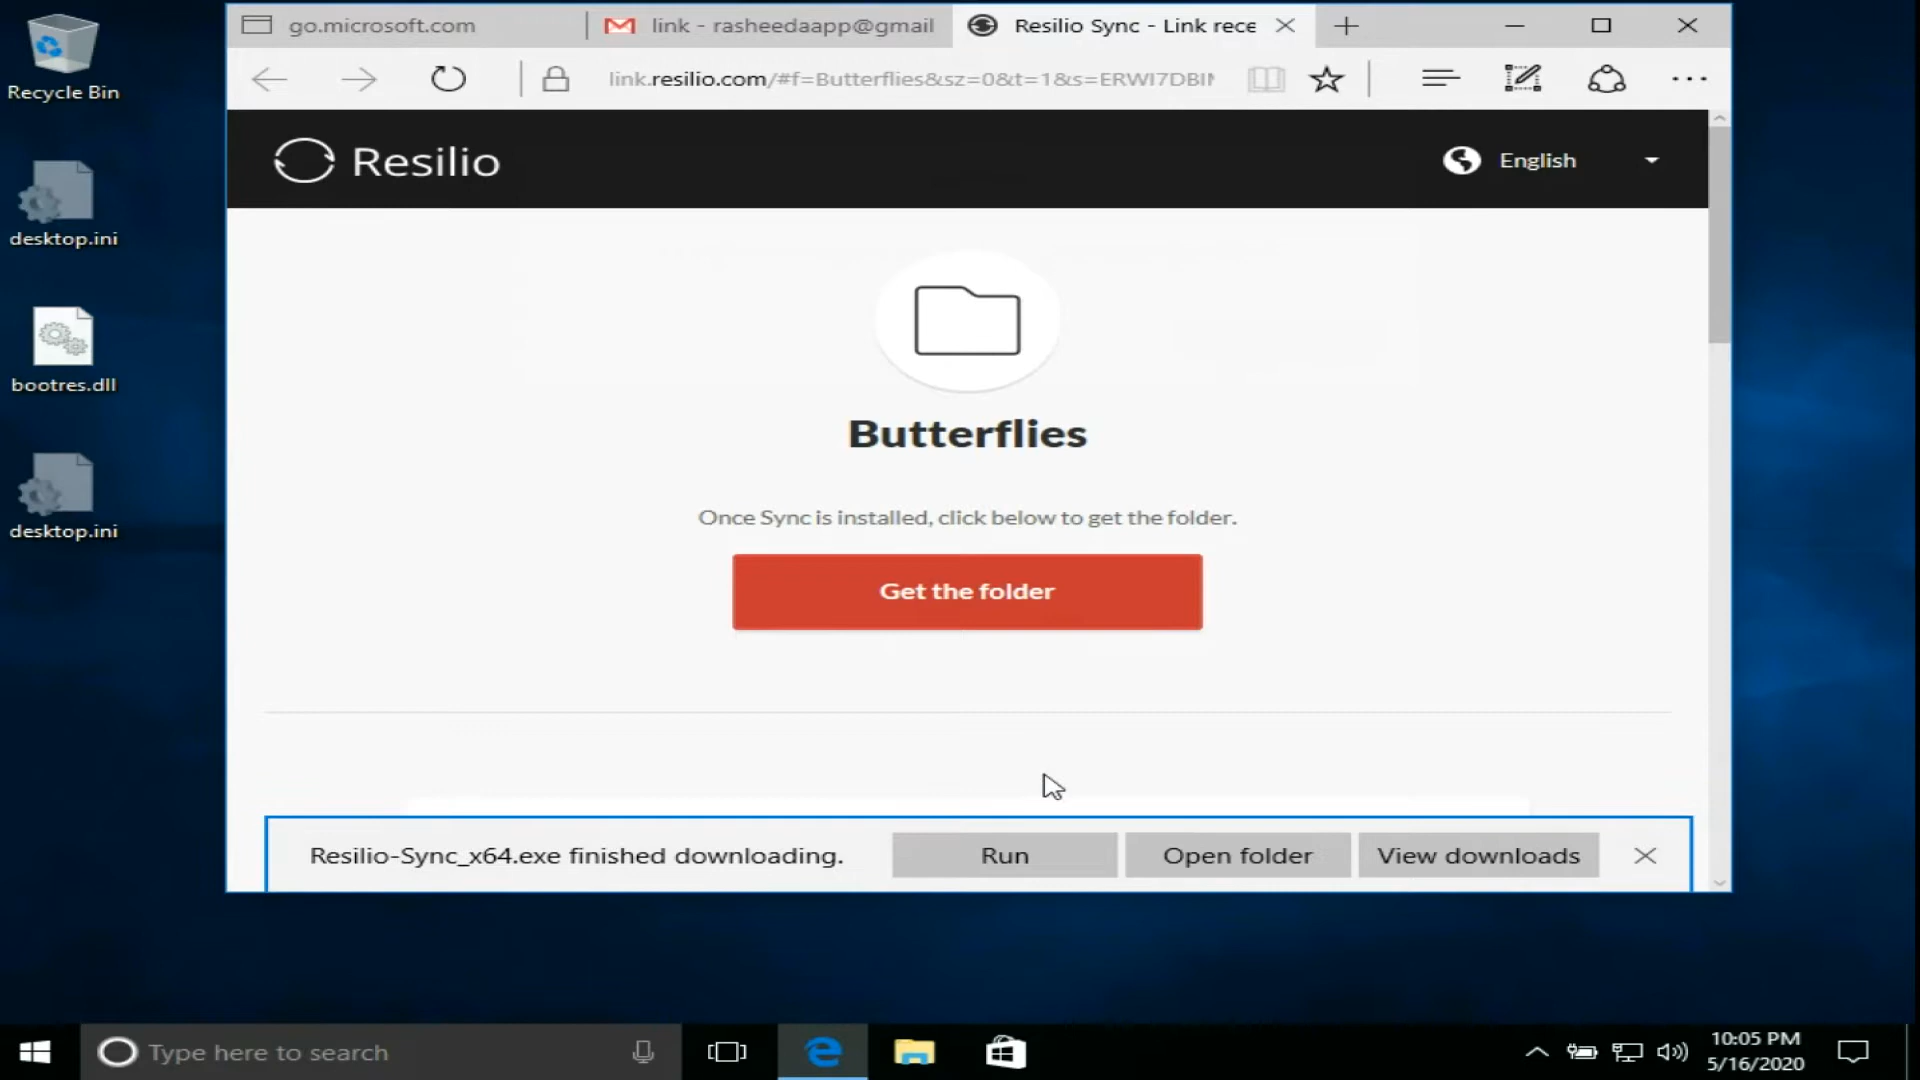 Recycle Bin
desktop.ini
bootres.dll
desktop.ini
go.microsoft.com
link - rasheedaapp@gmail
Resilio Sync - Link rece
link.resilio.com/#f=Butterflies&sz=0&t=1&s=ERWI7DBI
Resilio
English
Butterflies
Once Sync is installed, click below to get the folder.
Get the folder
Resilio-Sync_x64.exe finished downloading.
Run
Open folder
View downloads
Type here to search
10:05 PM
5/16/2020